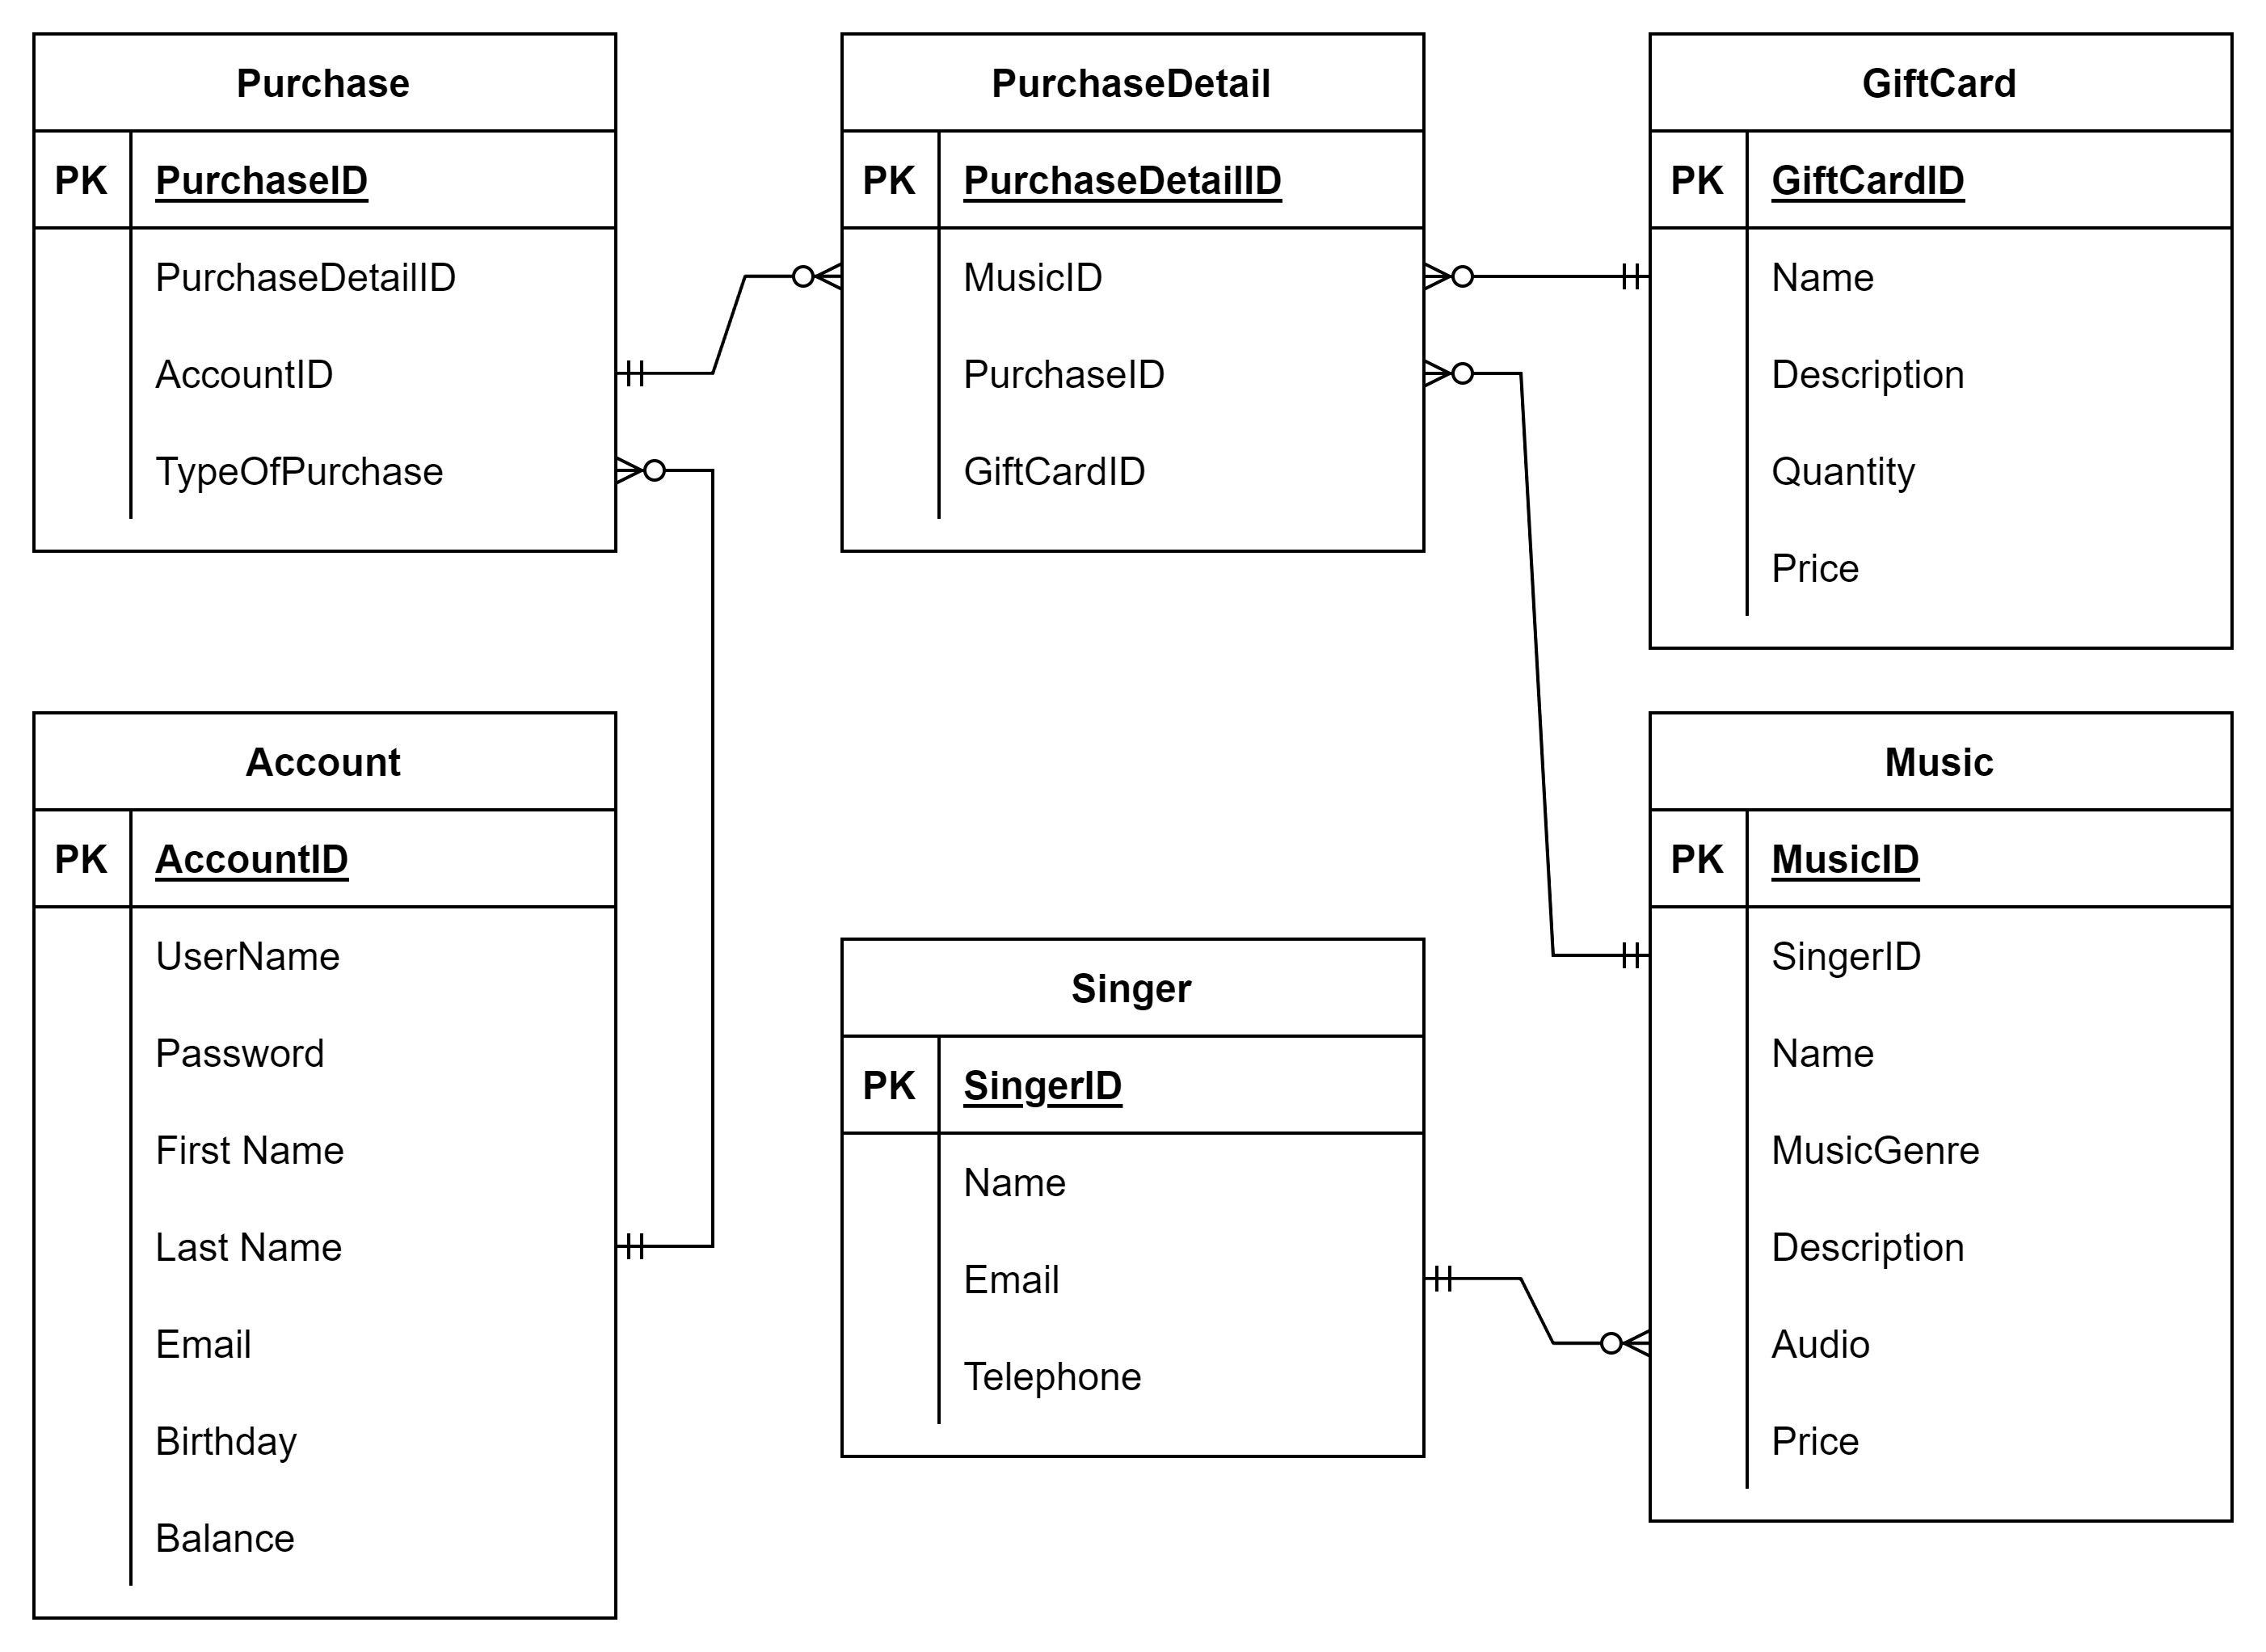 Purchase
PK PurchaseID
PurchaseDetailID
AccountID
TypeOfPurchase
PurchaseDetail
PK PurchaseDetailID
MusicID
PurchaseID
GiftCardID
GiftCard
PK GiftCardID
Name
Description
Quantity
Price
Account
PK AccountID
UserName
Password
First Name
Last Name
Email
Birthday
Balance
Singer
PK SingerID
Name
Email
Telephone
Music
PK MusicID
SingerID
Name
MusicGenre
Description
Audio
Price